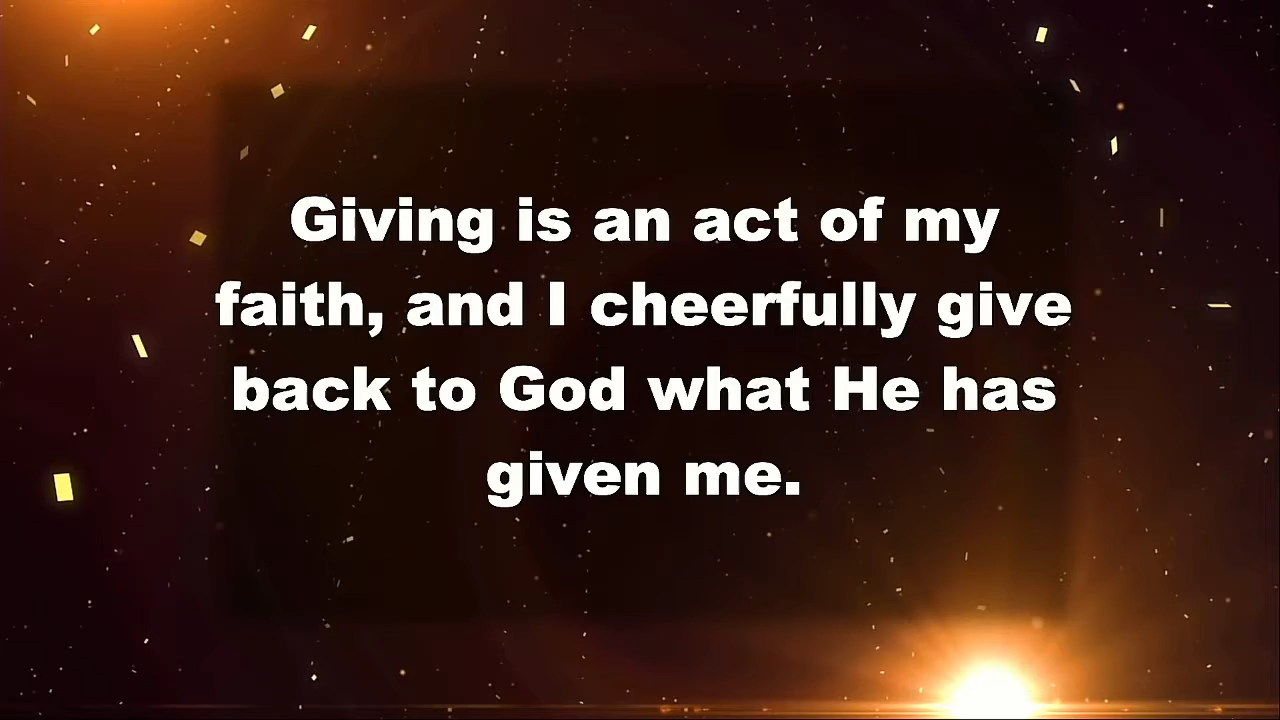 Giving is an act of my
faith, and I cheerfully give
back to God what He has
given me.